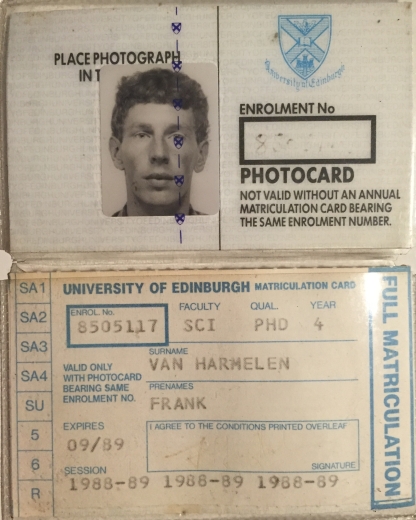 PLACE PHOTOGRAPH
IN T
University of Edinburgh
ENROLMENT No
PHOTOCARD
NOT VALID WITHOUT AN ANNUAL
MATRICULATION CARD BEARING
THE SAME ENROLMENT NUMBER.
SA1
SA2
SA3
SA4
SU
5
6
R
UNIVERSITY OF EDINBURGH MATRICULATION CARD
ENROL. No. FACULTY QUAL. YEAR
8505117 SCI PHD 4
SURNAME
VAN HARMELEN
VALID ONLY
WITH PHOTOCARD
BEARING SAME
ENROLMENT NO.
PRENAMES
FRANK
EXPIRES
09/89
I AGREE TO THE CONDITIONS PRINTED OVERLEAF
SIGNATURE
SESSION
1988-89 1988-89 1988-89
FULL MATRICULATION